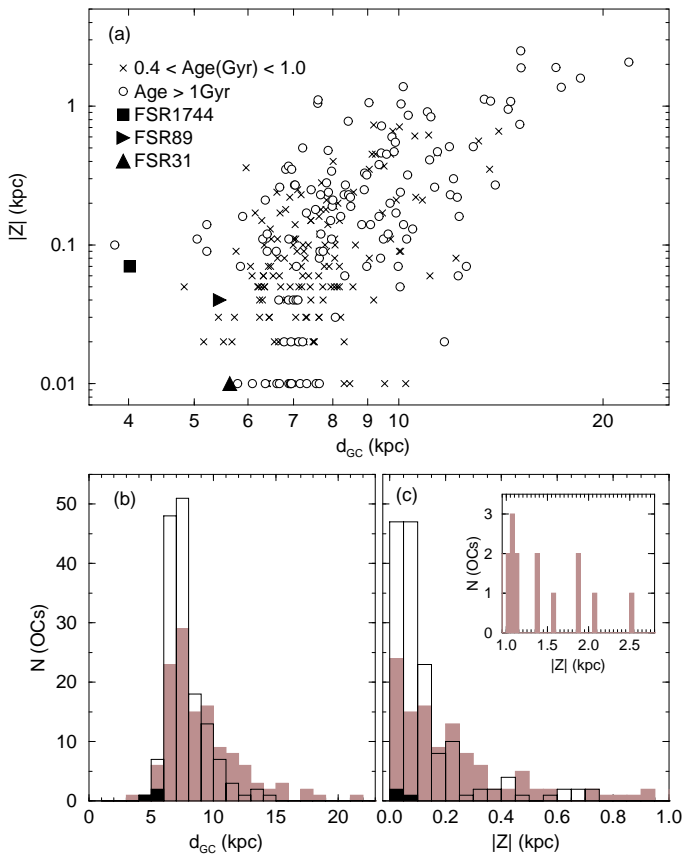 (a)
0.4 < Age(Gyr) < 1.0
Age > 1Gyr
FSR1744
FSR89
FSR31
|Z| (kpc)
1
0.1
0.01
4 5 6 7 8 9 10 20
d_GC (kpc)
(b)
N (OCs)
50
40
30
20
10
0
0 5 10 15 20
d_GC (kpc)
(c)
N (OCs)
3
2
1
0
1.0 1.5 2.0 2.5
|Z| (kpc)
0.0 0.2 0.4 0.6 0.8 1.0
|Z| (kpc)